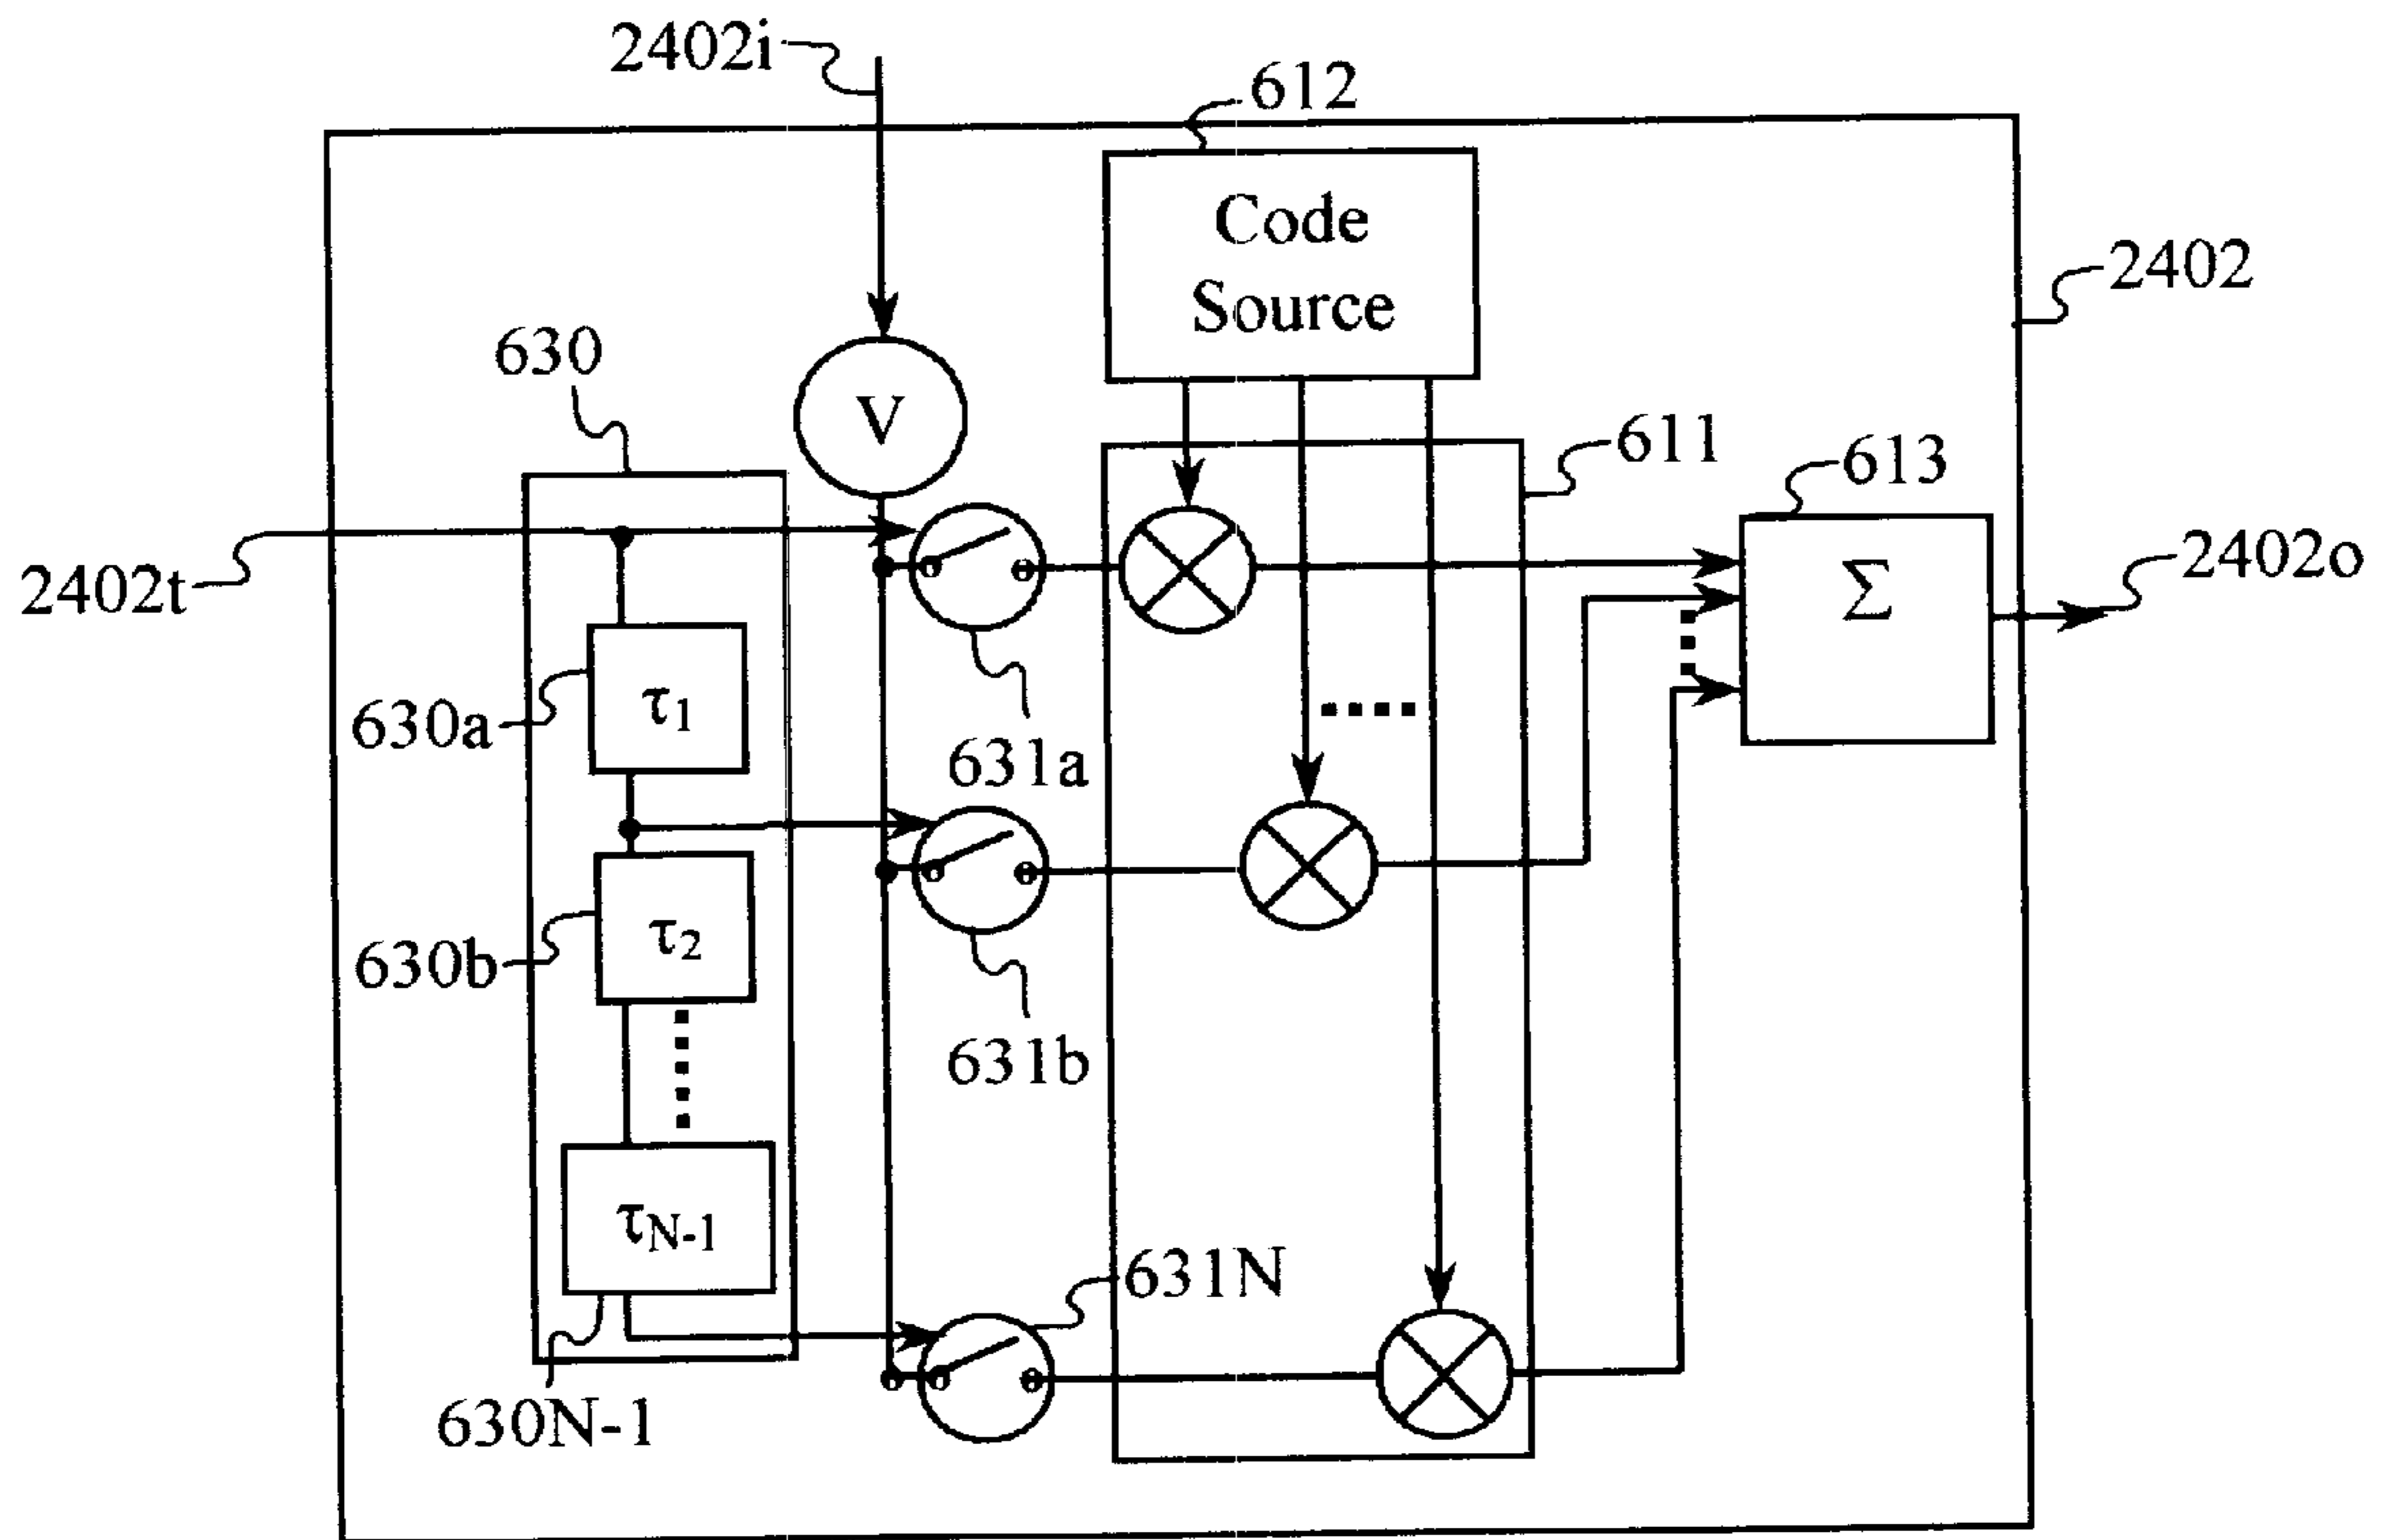 2402i
612
Code
Source
2402
630
V
611
613
2402t
Σ
2402o
τ1
630a
631a
τ2
630b
631b
τN-1
631N
630N-1